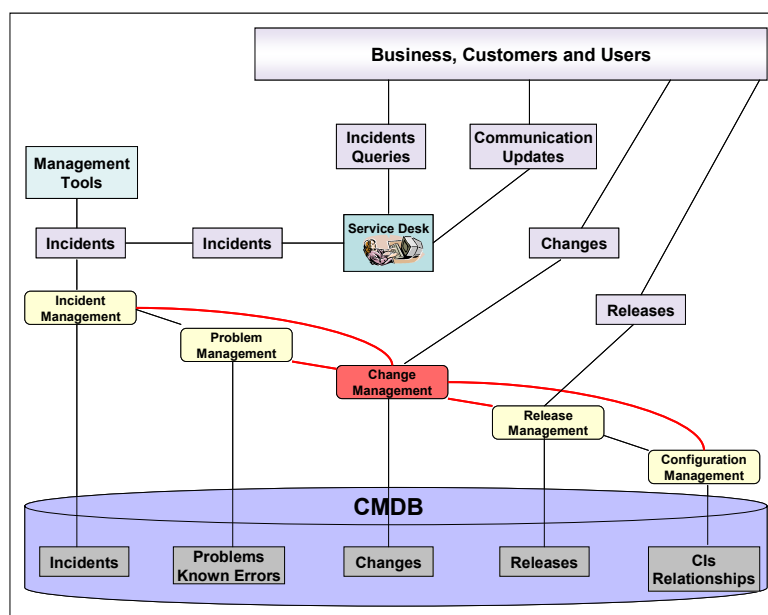 Business, Customers and Users
Incidents
Queries
Communication
Updates
Management
Tools
Service Desk
Incidents
Incidents
Changes
Incident
Management
Releases
Problem
Management
Change
Management
Release
Management
Configuration
Management
CMDB
Incidents
Problems
Known Errors
Changes
Releases
CIs
Relationships